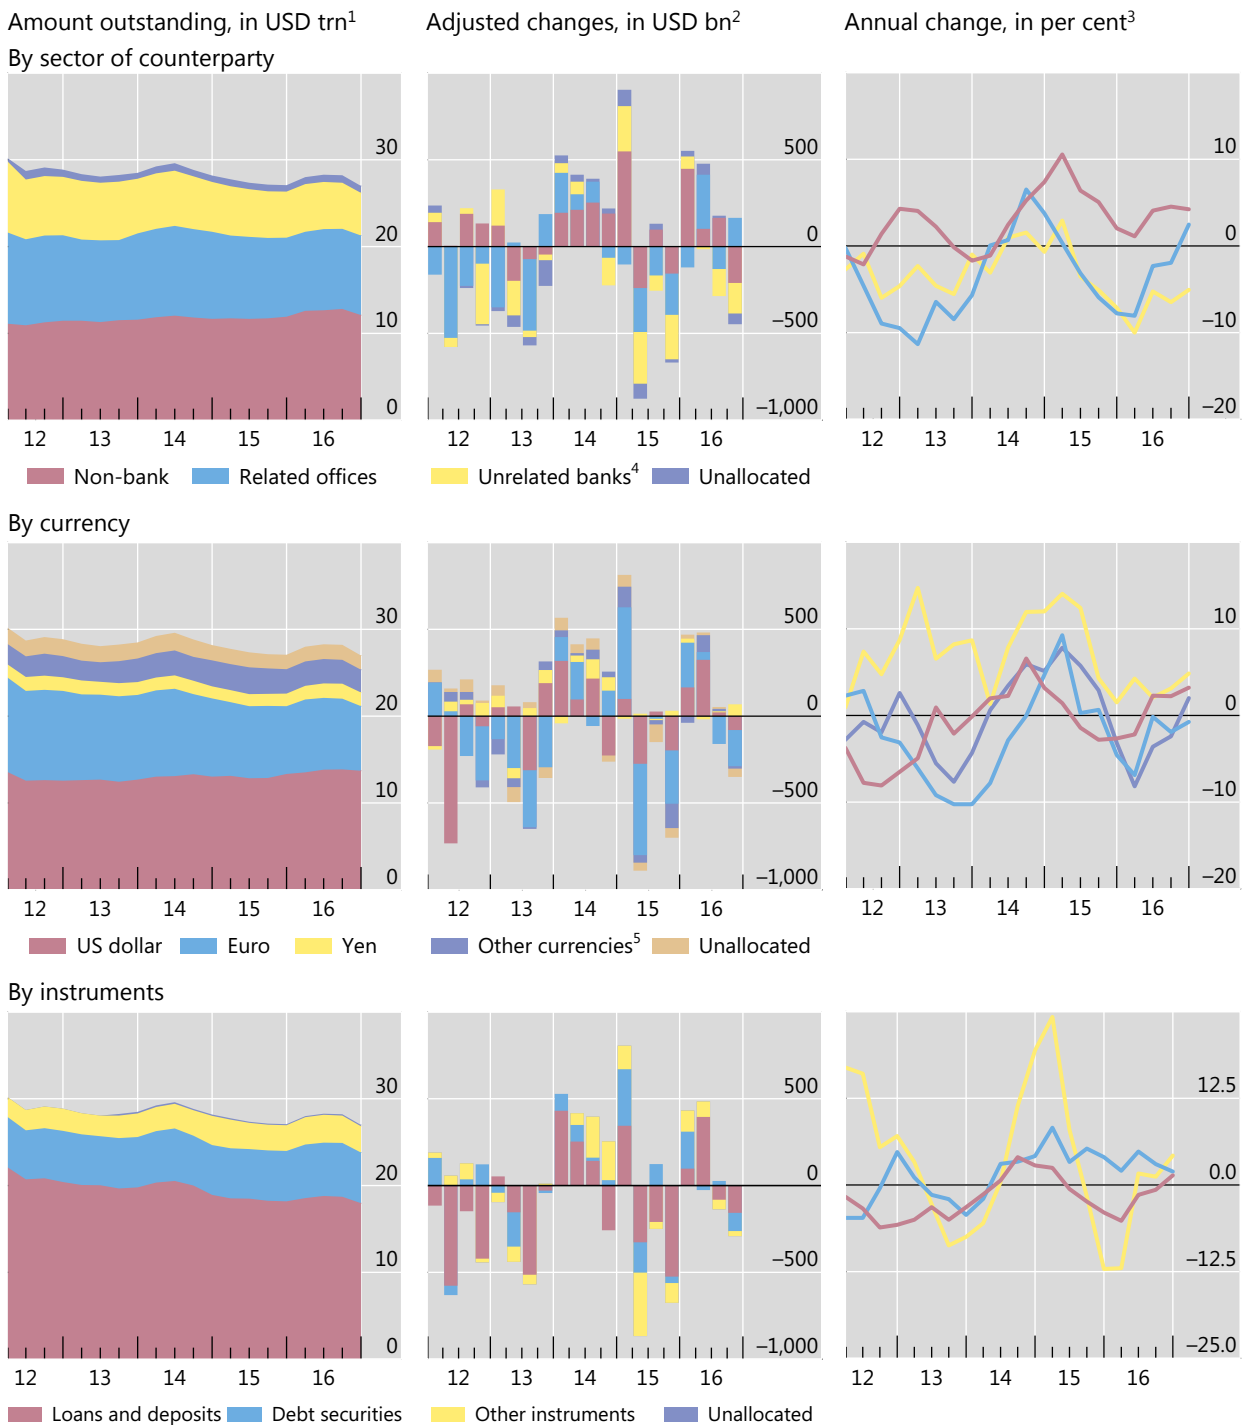 Amount outstanding, in USD trn¹ Adjusted changes, in USD bn² Annual change, in per cent³
By sector of counterparty
30 500 10
20 0 0
10 −500 −10
0 −1,000 −20
12 13 14 15 16 12 13 14 15 16 12 13 14 15 16
Non-bank Related offices Unrelated banks⁴ Unallocated
By currency
30 500 10
20 0 0
10 −500 −10
0 −1,000 −20
12 13 14 15 16 12 13 14 15 16 12 13 14 15 16
US dollar Euro Yen Other currencies⁵ Unallocated
By instruments
30 500 12.5
20 0 0.0
10 −500 −12.5
0 −1,000 −25.0
12 13 14 15 16 12 13 14 15 16 12 13 14 15 16
Loans and deposits Debt securities Other instruments Unallocated